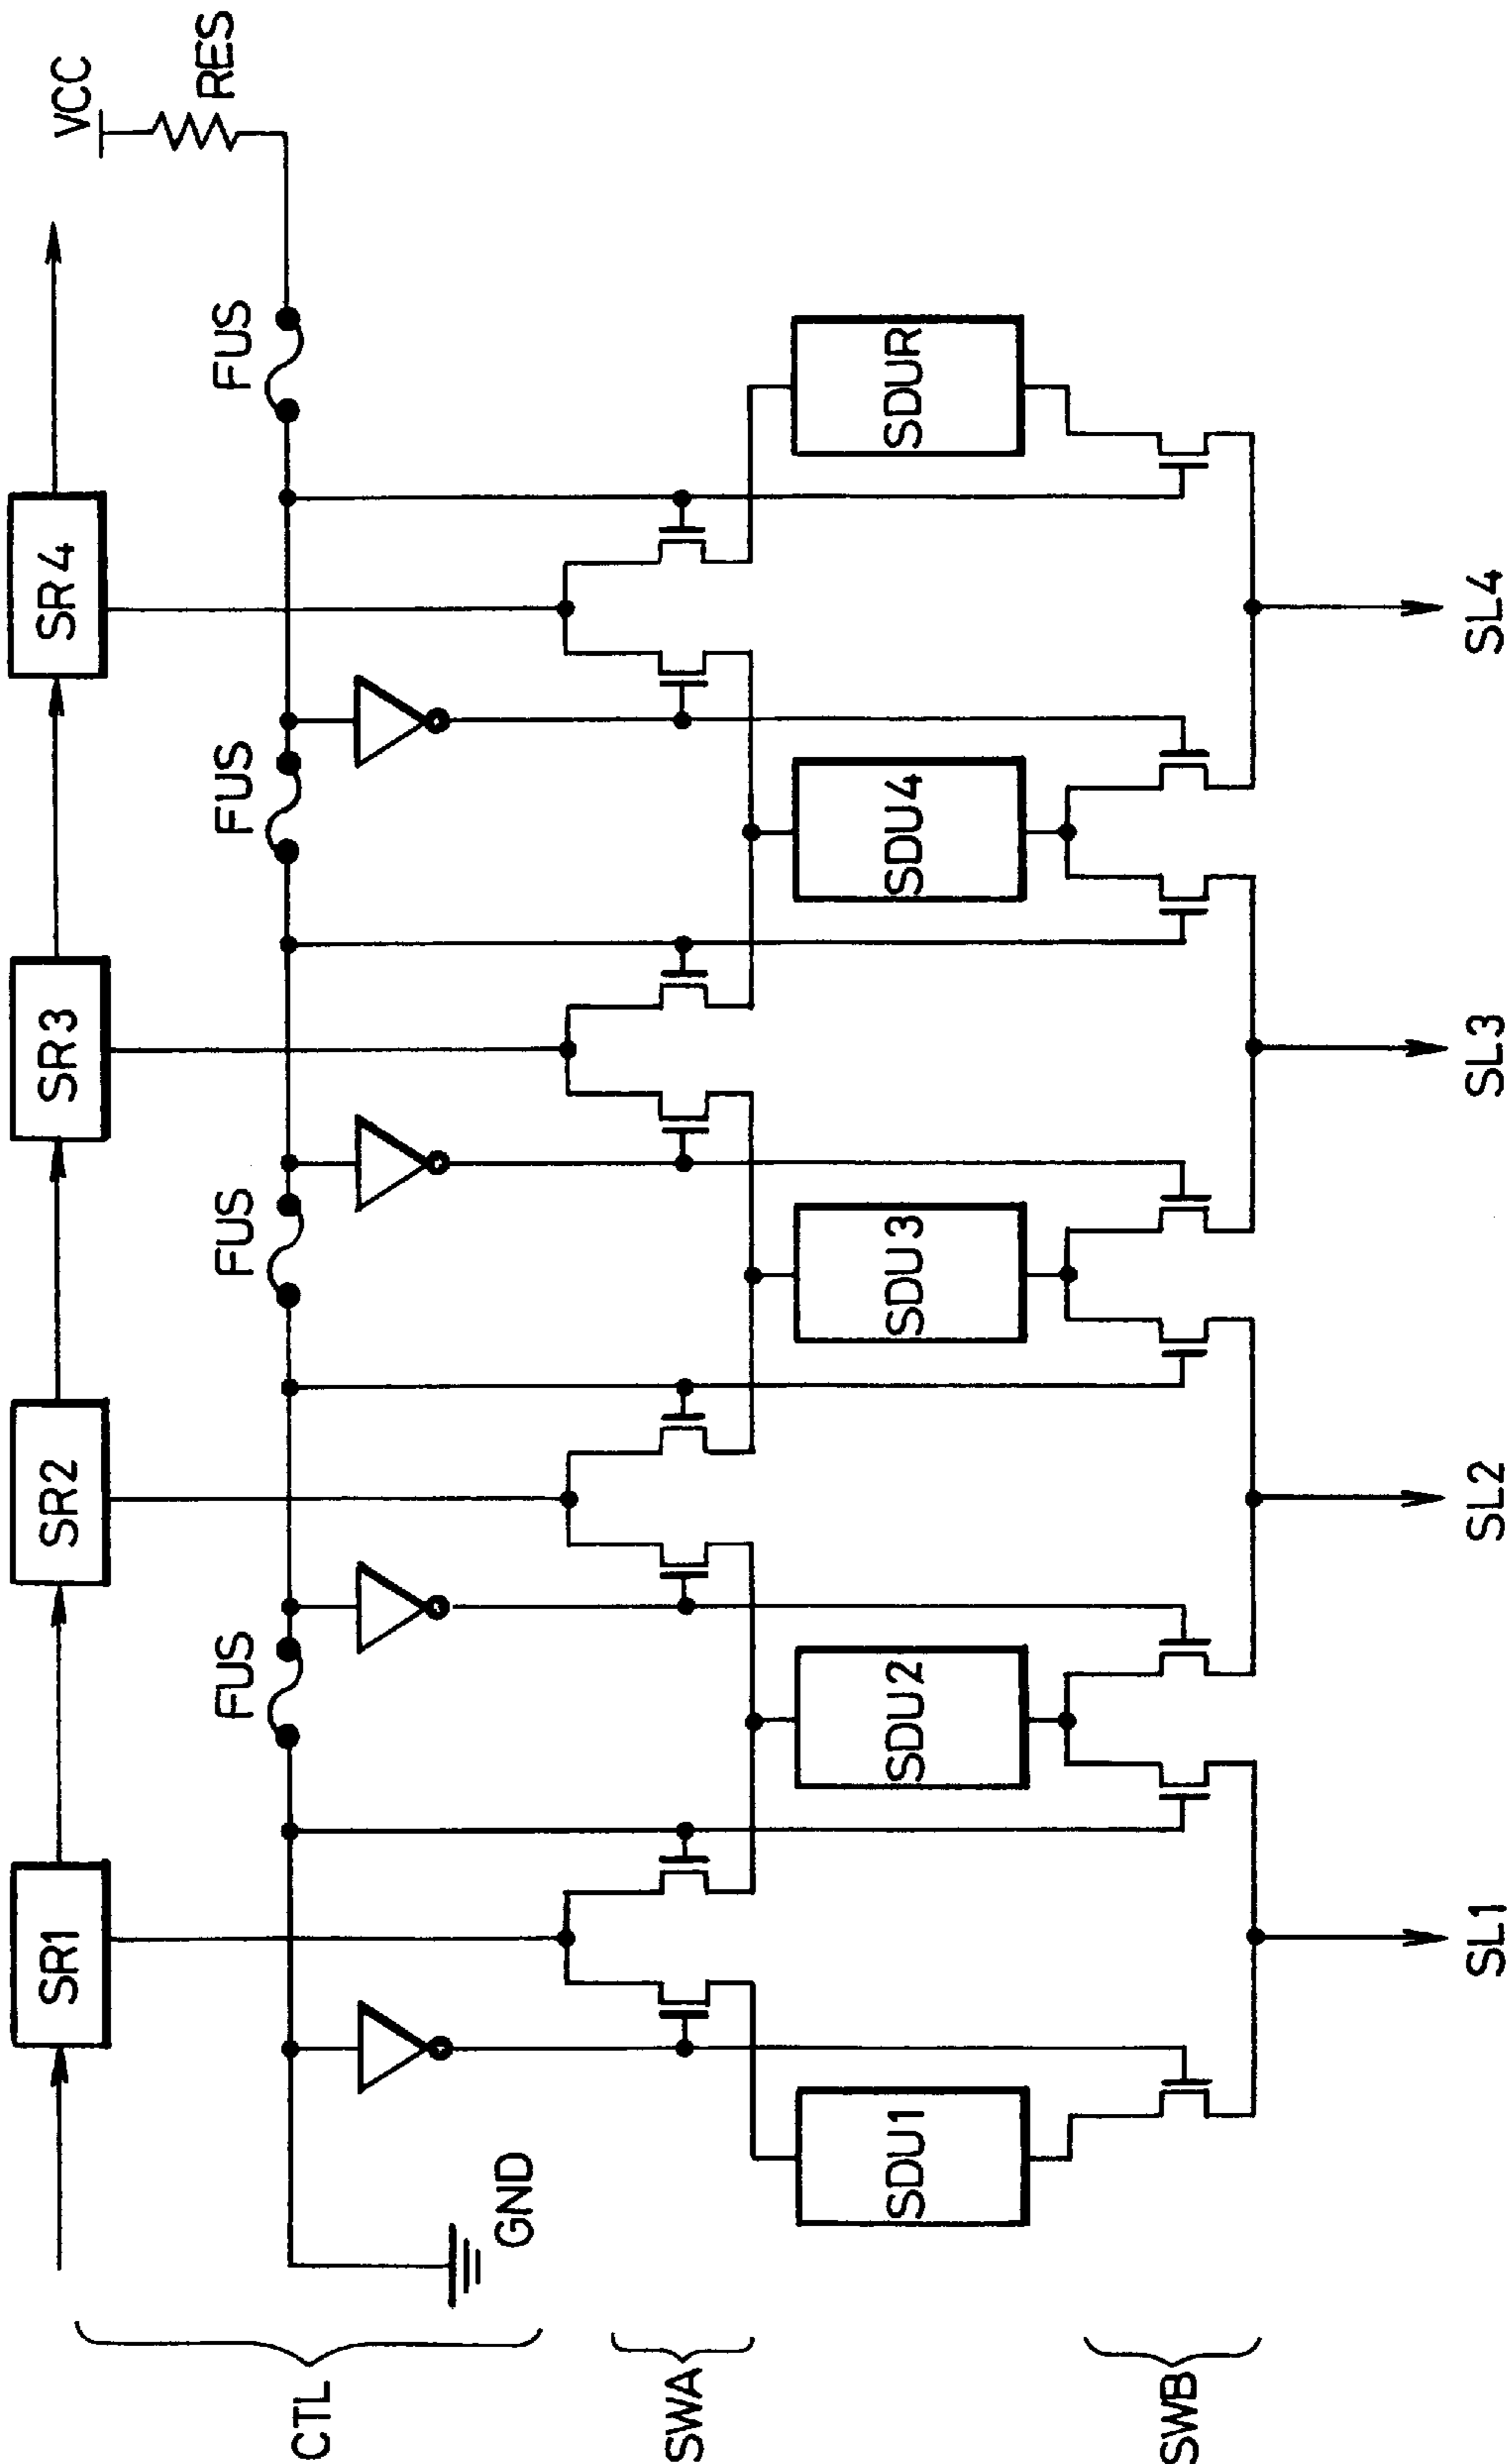 VCC
RES
SR1
SR2
SR3
SR4
FUS
FUS
FUS
FUS
GND
CTL
SWA
SDU1
SDU2
SDU3
SDU4
SDUR
SWB
SL1
SL2
SL3
SL4